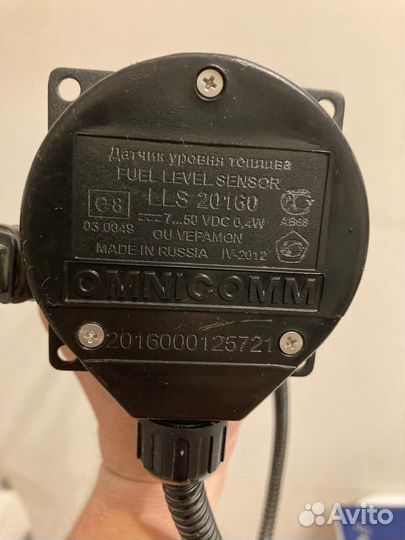 Датчик уровня топлива
FUEL LEVEL SENSOR
LLS 20160
e8
7...50 VDC 0,4W
АВ68
03 0049
OU VEPAMON
MADE IN RUSSIA IV-2012
OMNICOMM
2016000125721
Avito